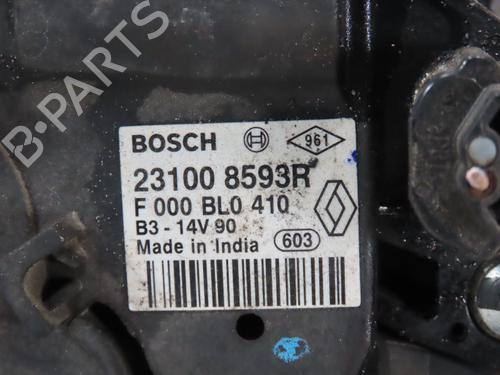 B-PARTS
BOSCH
961
23100 8593R
F 000 BL0 410
B3 - 14V 90
Made in India
603